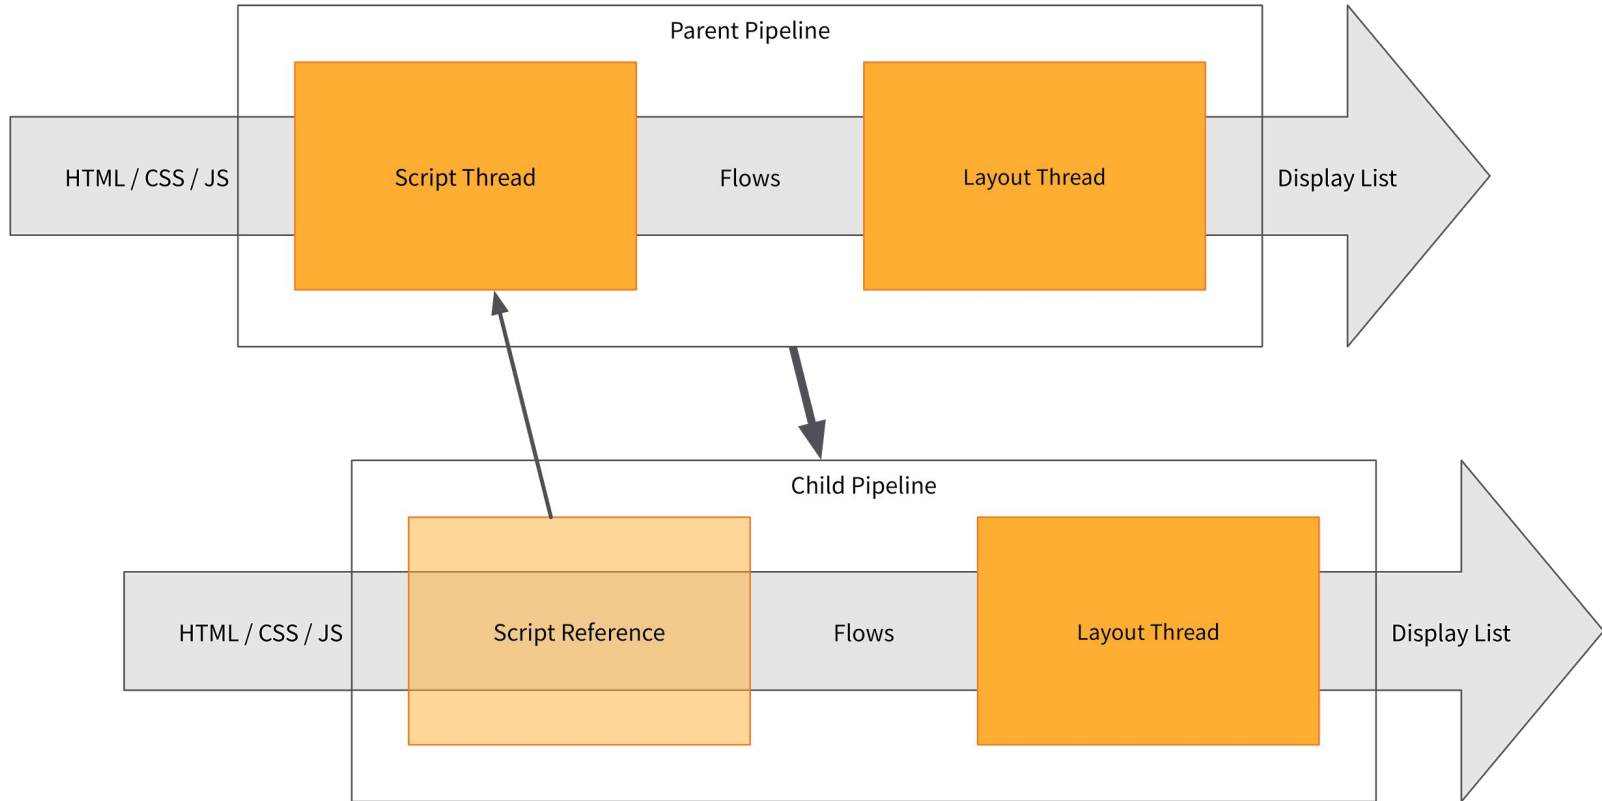 Parent Pipeline
HTML / CSS / JS
Script Thread
Flows
Layout Thread
Display List
Child Pipeline
HTML / CSS / JS
Script Reference
Flows
Layout Thread
Display List